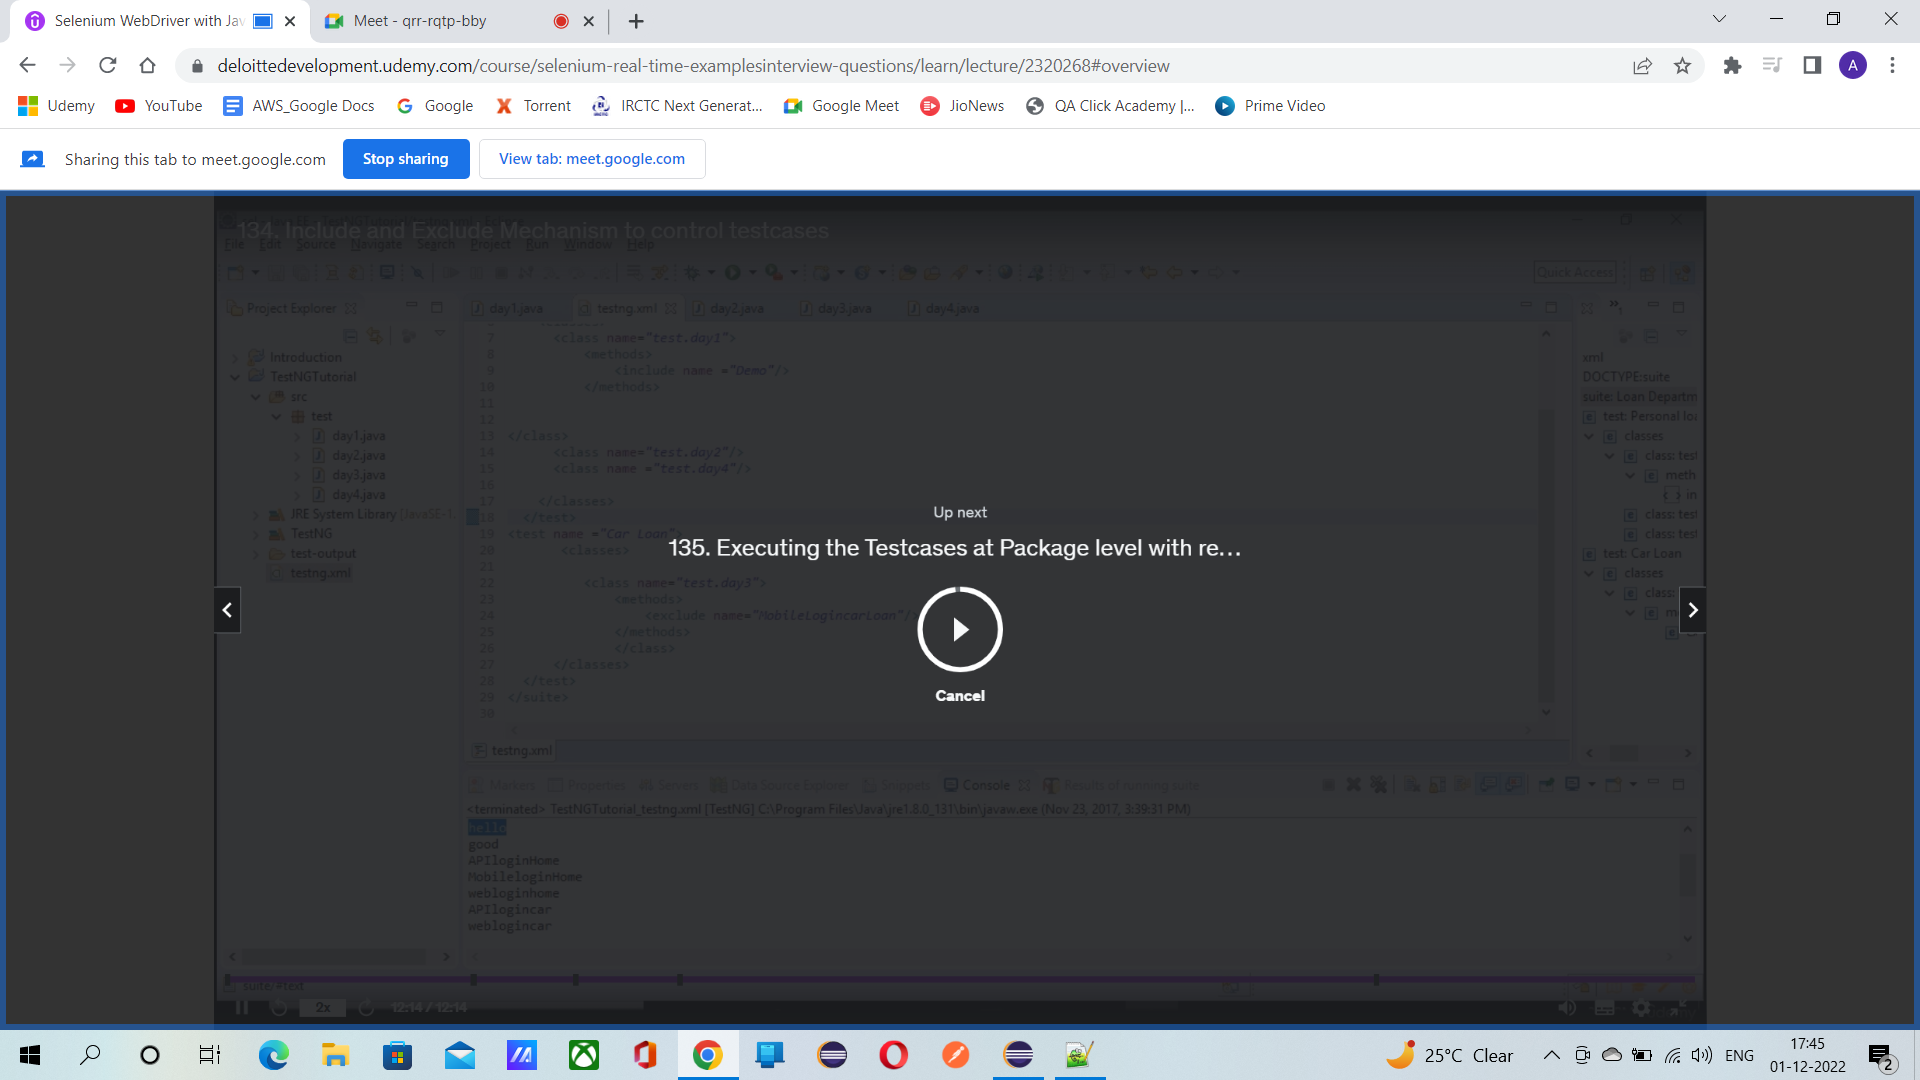 Selenium WebDriver with Jav
Meet - qrr-rqtp-bby
deloittedevelopment.udemy.com/course/selenium-real-time-examplesinterview-questions/learn/lecture/2320268#overview
A
Udemy YouTube AWS_Google Docs Google Torrent IRCTC Next Generat... Google Meet JioNews QA Click Academy |... Prime Video
Sharing this tab to meet.google.com Stop sharing View tab: meet.google.com
134. Include and Exclude Mechanism to control testcases
File Edit Source Navigate Search Project Run Window Help
Quick Access
Project Explorer
day1.java testng.xml day2.java day3.java day4.java
Introduction
TestNGTutorial
src
test
day1.java
day2.java
day3.java
day4.java
JRE System Library [JavaSE-1.
TestNG
test-output
testng.xml
7 <class name="test.day1">
8 <methods>
9 <include name ="Demo"/>
10 </methods>
11
12
13 </class>
14 <class name="test.day2"/>
15 <class name ="test.day4"/>
16
17 </classes>
18 </test>
19 <test name ="Car Loan">
20 <classes>
21
22 <class name="test.day3">
23 <methods>
24 <exclude name="MobileLogincarLoan"/>
25 </methods>
26 </class>
27 </classes>
28 </test>
29 </suite>
30
xml
DOCTYPE:suite
suite: Loan Departm
test: Personal loa
classes
class: test
meth
in
class: test
class: test
test: Car Loan
classes
class:
m
Up next
135. Executing the Testcases at Package level with re...
Cancel
testng.xml
Markers Properties Servers Data Source Explorer Snippets Console Results of running suite
<terminated> TestNGTutorial_testng.xml [TestNG] C:\Program Files\Java\jre1.8.0_131\bin\javaw.exe (Nov 23, 2017, 3:39:31 PM)
hello
good
APIloginHome
MobileloginHome
webloginhome
APIlogincar
weblogincar
suite/#text
2x 12:14 / 12:14
25°C Clear
ENG
17:45
01-12-2022
2